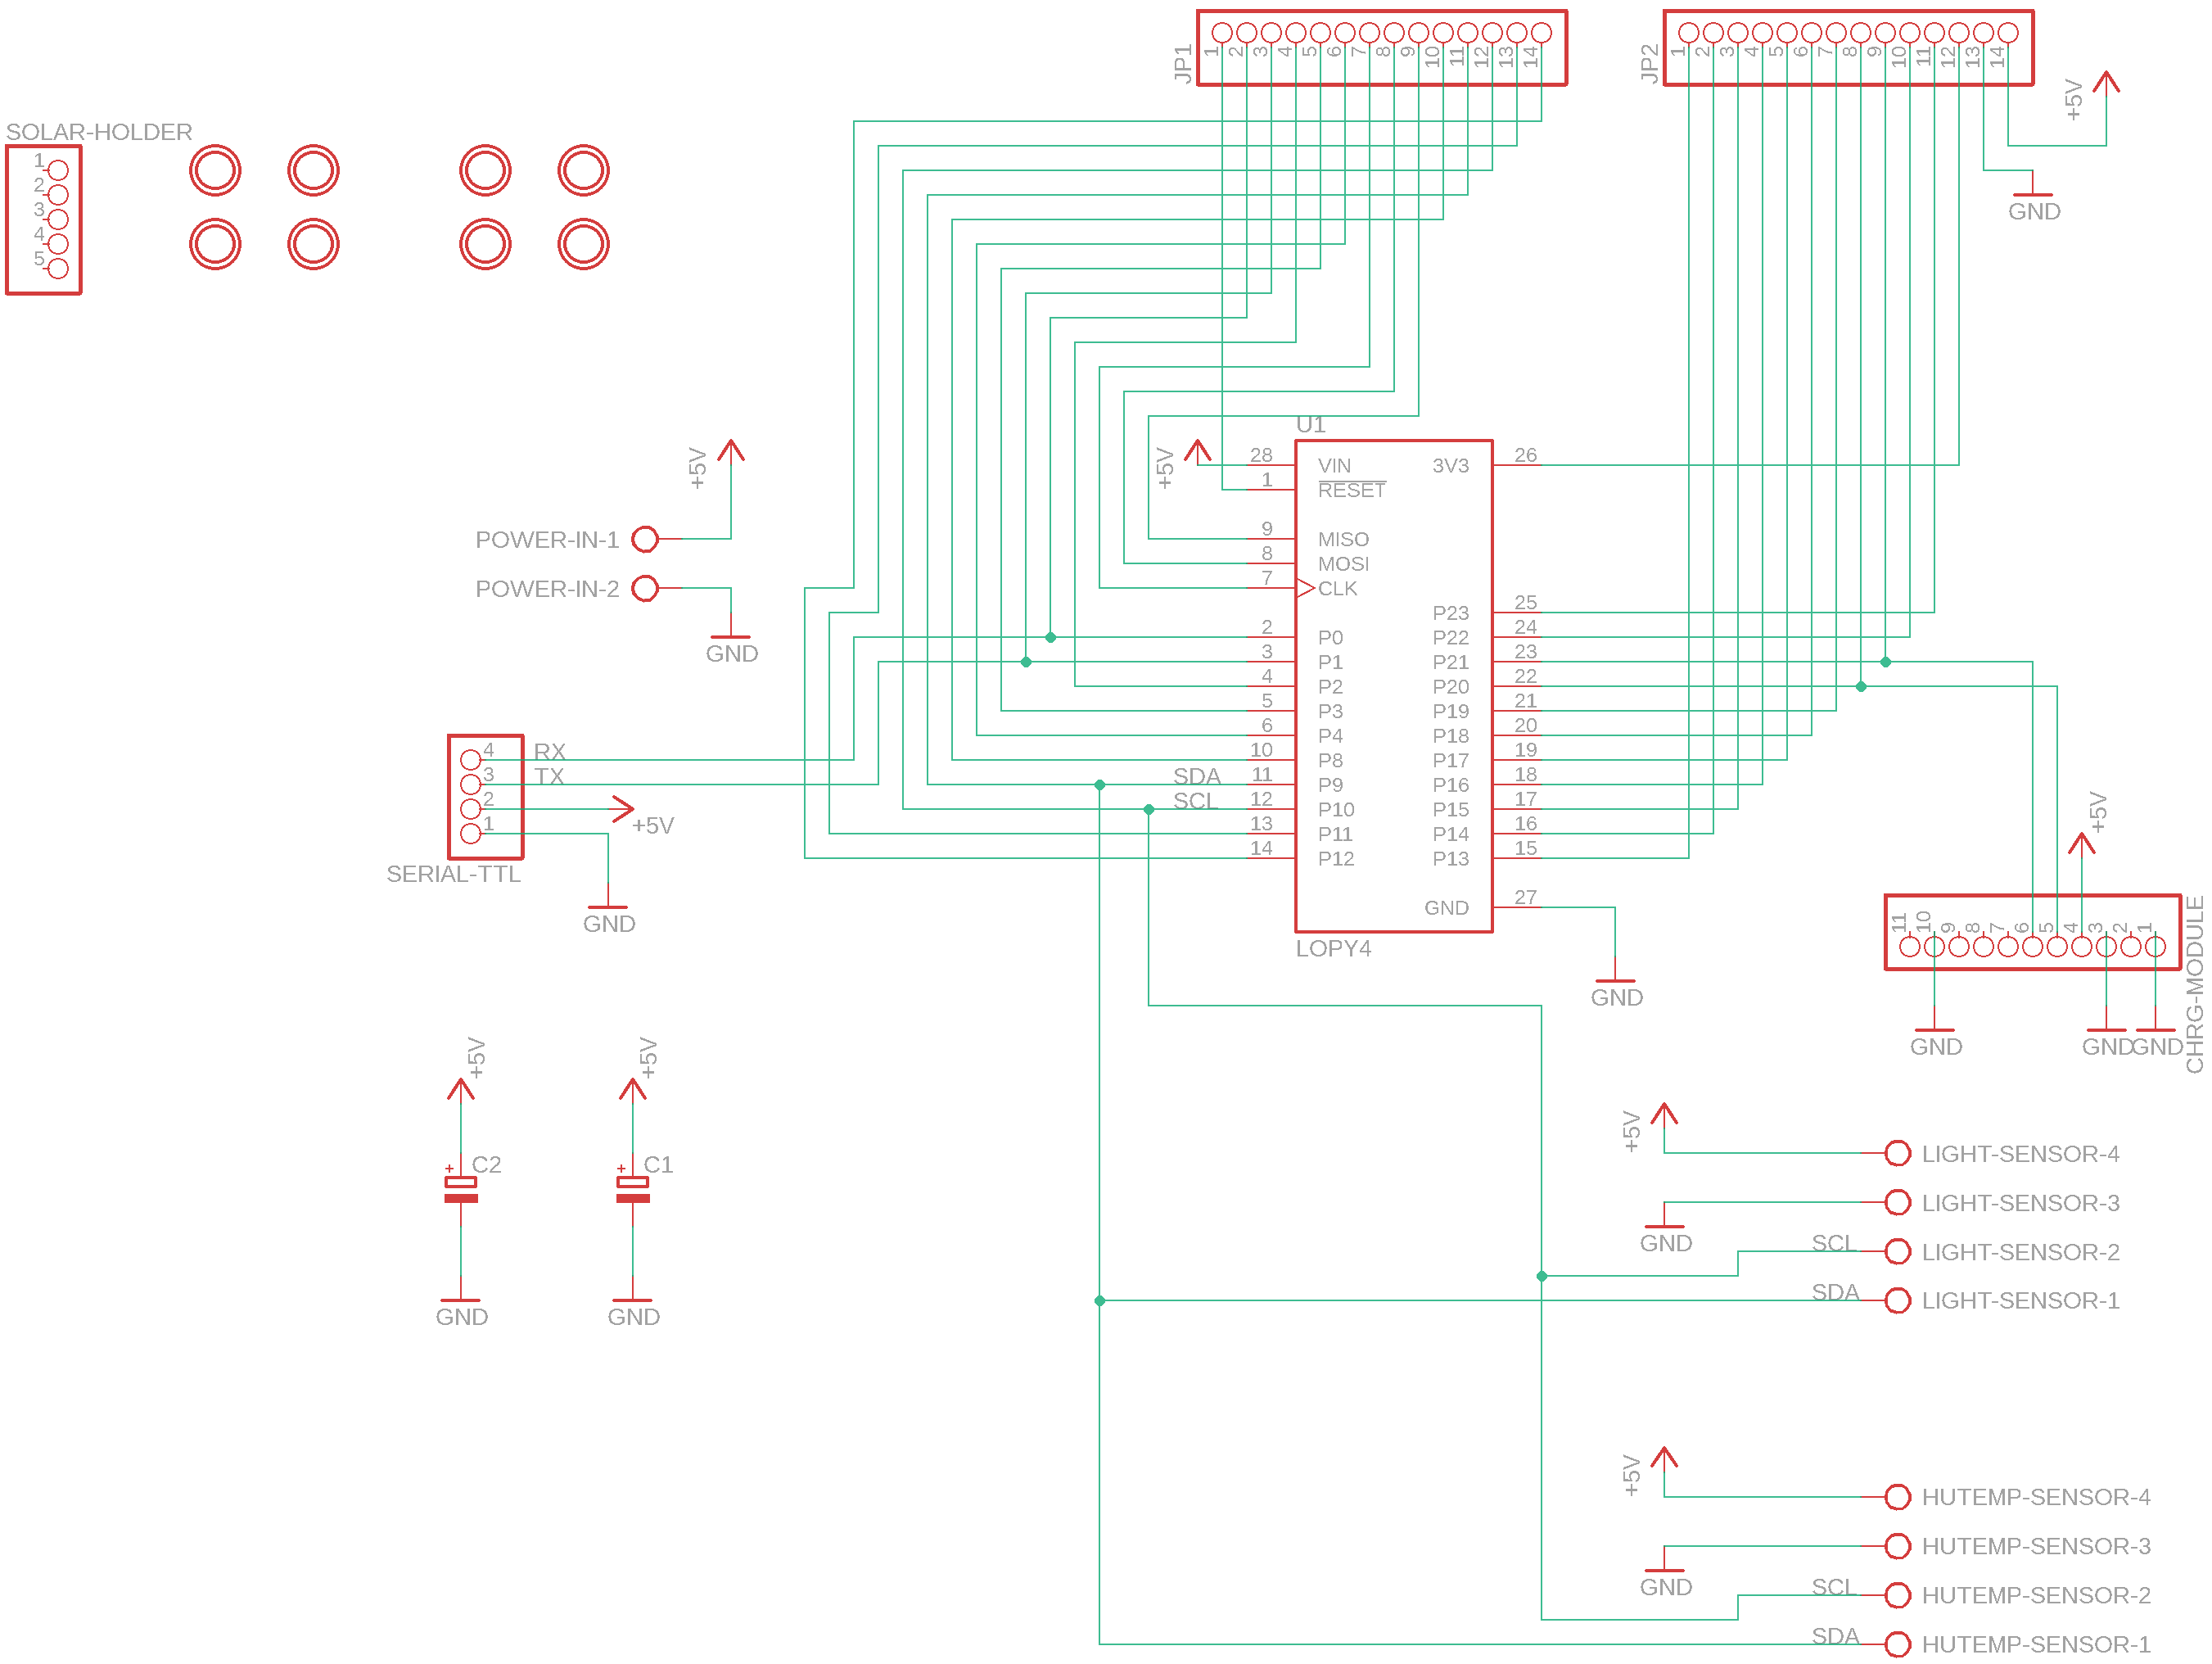 JP1
1 2 3 4 5 6 7 8 9 10 11 12 13 14
JP2
1 2 3 4 5 6 7 8 9 10 11 12 13 14
+5V
GND
SOLAR-HOLDER
1
2
3
4
5
+5V
POWER-IN-1
POWER-IN-2
GND
U1
+5V
28 VIN 3V3 26
1 RESET
9 MISO
8 MOSI
7 CLK
P23 25
2 P0 P22 24
3 P1 P21 23
4 P2 P20 22
5 P3 P19 21
6 P4 P18 20
10 P8 P17 19
SDA 11 P9 P16 18
SCL 12 P10 P15 17
13 P11 P14 16
14 P12 P13 15
GND 27
LOPY4
GND
4 RX
3 TX
2
+5V
1
SERIAL-TTL
GND
+5V
11 10 9 8 7 6 5 4 3 2 1
CHRG-MODULE
GND
GND
GND
+5V
C2
GND
+5V
C1
GND
+5V
LIGHT-SENSOR-4
LIGHT-SENSOR-3
GND
SCL LIGHT-SENSOR-2
SDA LIGHT-SENSOR-1
+5V
HUTEMP-SENSOR-4
HUTEMP-SENSOR-3
GND
SCL HUTEMP-SENSOR-2
SDA HUTEMP-SENSOR-1